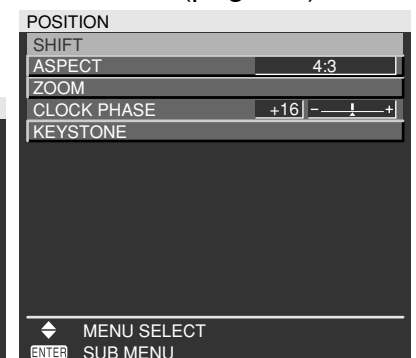 POSITION
SHIFT
ASPECT 4:3
ZOOM
CLOCK PHASE +16 - +
KEYSTONE
MENU SELECT
ENTER SUB MENU